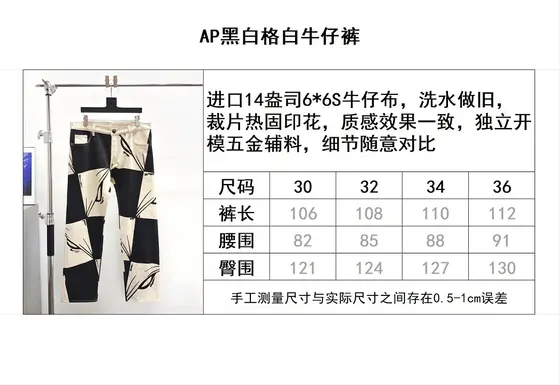 AP黑白格白牛仔裤
进口14盎司6*6S牛仔布，洗水做旧，
裁片热固印花，质感效果一致，独立开
模五金辅料，细节随意对比
尺码 30 32 34 36
裤长 106 108 110 112
腰围 82 85 88 91
臀围 121 124 127 130
手工测量尺寸与实际尺寸之间存在0.5-1cm误差